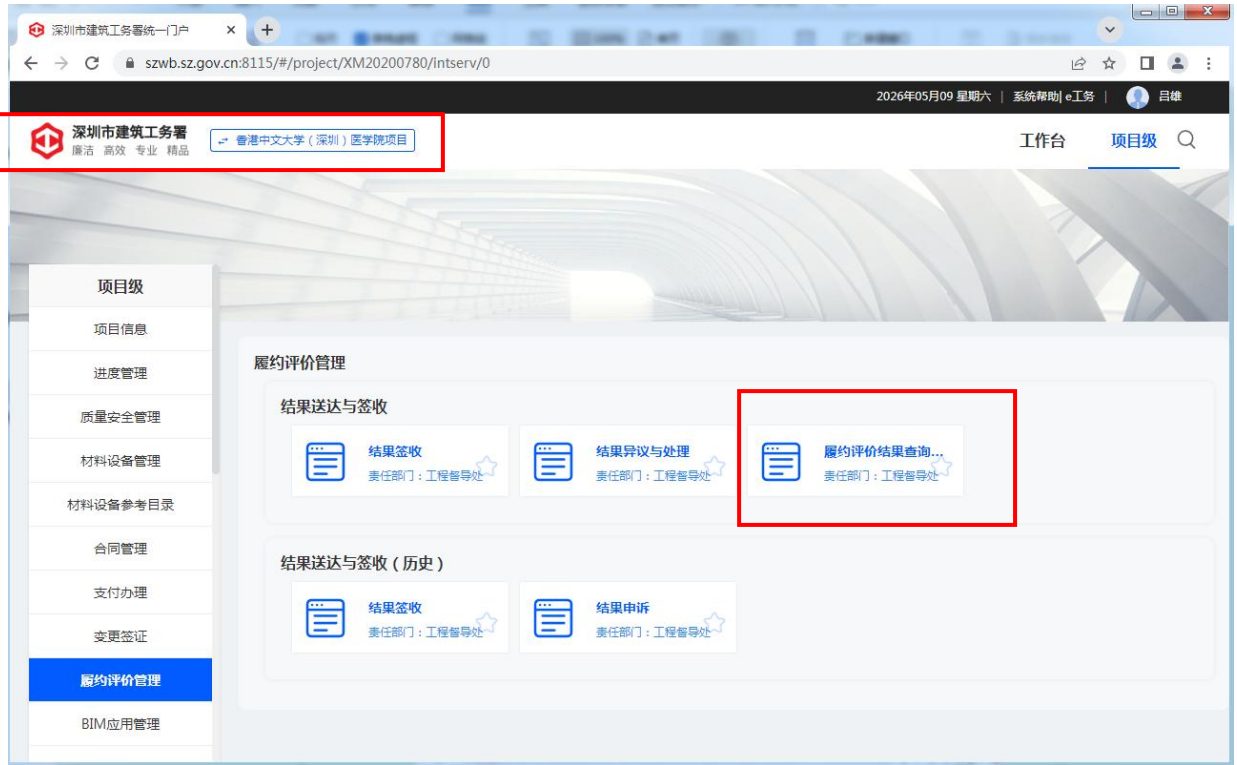 深圳市建筑工务署统一门户
szwb.sz.gov.cn:8115/#/project/XM20200780/intserv/0
2026年05月09 星期六 | 系统帮助| e工务 | 吕雄
深圳市建筑工务署
廉洁 高效 专业 精品
香港中文大学（深圳）医学院项目
工作台 项目级
项目级
项目信息
进度管理
质量安全管理
材料设备管理
材料设备参考目录
合同管理
支付办理
变更签证
履约评价管理
BIM应用管理
履约评价管理
结果送达与签收
结果签收
责任部门：工程督导处
结果异议与处理
责任部门：工程督导处
履约评价结果查询...
责任部门：工程督导处
结果送达与签收（历史）
结果签收
责任部门：工程督导处
结果申诉
责任部门：工程督导处